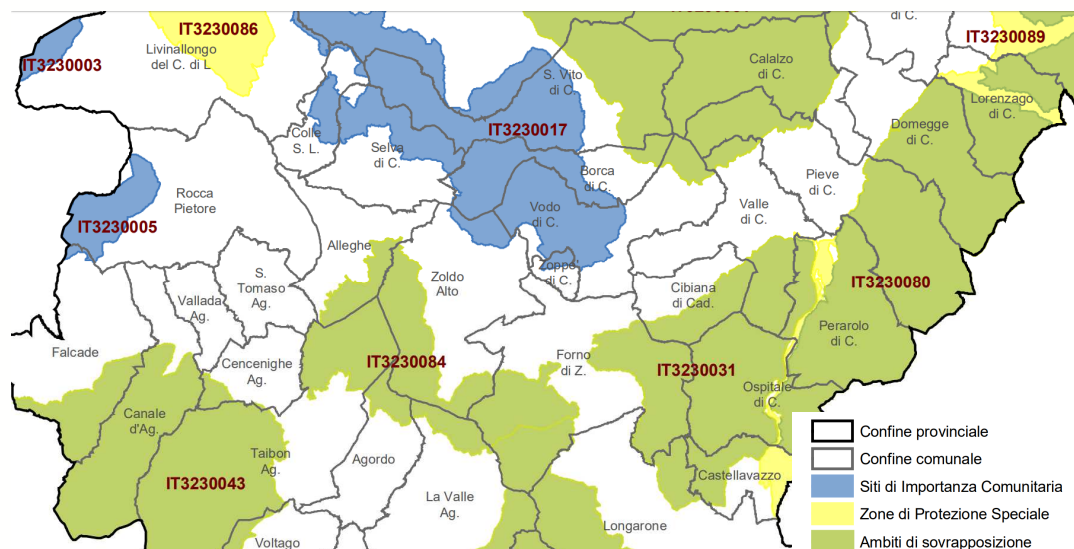 di C.
IT3230086
IT3230089
Livinallongo
del C. di L
IT3230003
S. Vito
di C.
Calalzo
di C.
Lorenzago
di C.
IT3230017
Domegge
di C.
Colle
S. L.
Selva
di C.
Borca
di C.
Pieve
di C.
Rocca
Pietore
Vodo
di C.
Valle
di C.
IT3230005
Alleghe
Zoldo
Alto
Zoppe'
di C.
S.
Tomaso
Ag.
Vallada
Ag.
Cibiana
di Cad.
IT3230080
Perarolo
di C.
Falcade
Cencenighe
Ag.
IT3230084
Forno
di Z.
IT3230031
Ospitale
di C.
Canale
d'Ag.
Taibon
Ag.
Agordo
Castellavazzo
IT3230043
La Valle
Ag.
Longarone
Voltago
Confine provinciale
Confine comunale
Siti di Importanza Comunitaria
Zone di Protezione Speciale
Ambiti di sovrapposizione